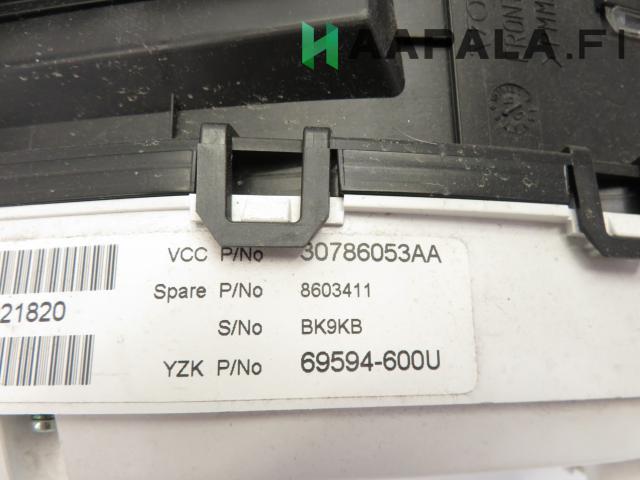 HAAPALA.FI
VCC P/No 30786053AA
Spare P/No 8603411
21820
S/No BK9KB
YZK P/No 69594-600U